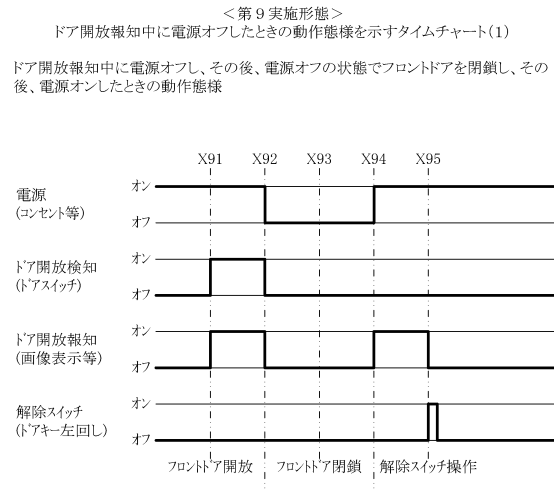 ＜第９実施形態＞
ドア開放報知中に電源オフしたときの動作態様を示すタイムチャート(1)
ドア開放報知中に電源オフし、その後、電源オフの状態でフロントドアを閉鎖し、その
後、電源オンしたときの動作態様
X91 X92 X93 X94 X95
電源
(コンセント等)
オン
オフ
ドア開放検知
(ドアスイッチ)
オン
オフ
ドア開放報知
(画像表示等)
オン
オフ
解除スイッチ
(ドアキー左回し)
オン
オフ
フロントドア開放 フロントドア閉鎖 解除スイッチ操作